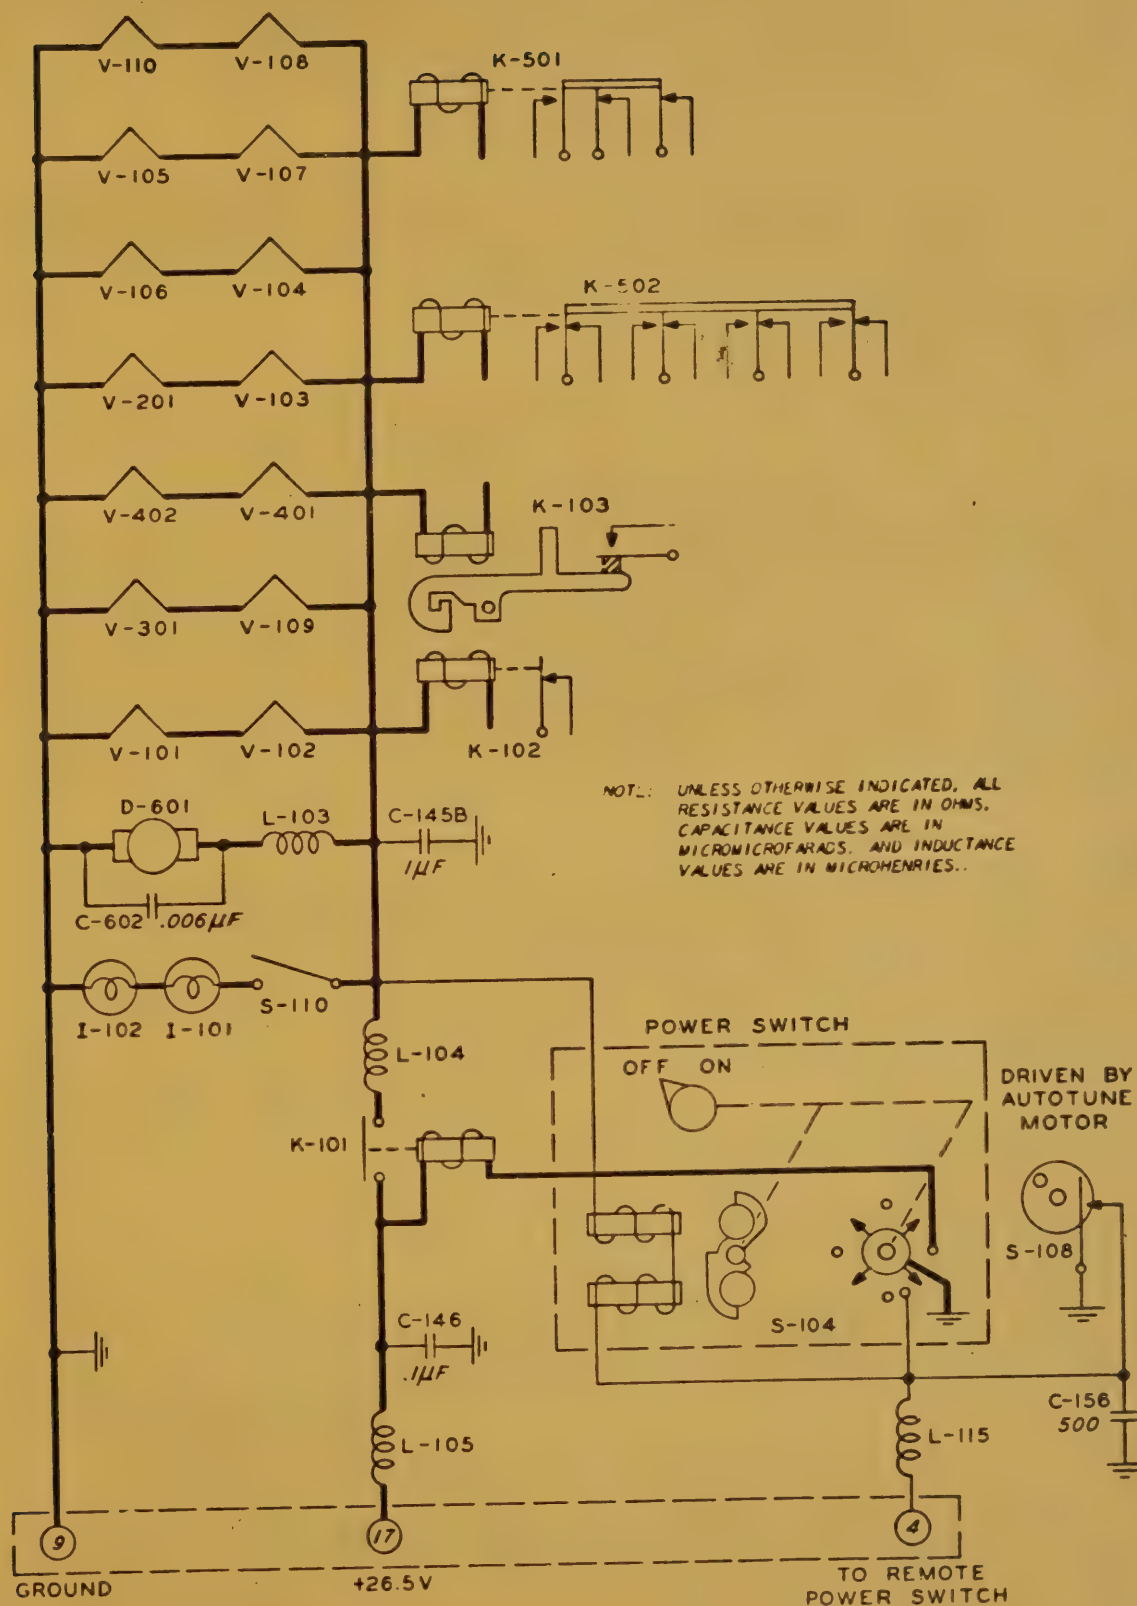 K-501
V-110 V-108
V-105 V-107
V-106 V-104
K-502
V-201 V-103
K-103
V-402 V-401
V-301 V-109
V-101 V-102 K-102
NOTE: UNLESS OTHERWISE INDICATED, ALL
RESISTANCE VALUES ARE IN OHMS,
CAPACITANCE VALUES ARE IN
MICROMICROFARADS, AND INDUCTANCE
VALUES ARE IN MICROHENRIES..
D-601
L-103
C-145B
.1μF
C-602 .006μF
S-110
I-102 I-101
L-104
POWER SWITCH
OFF ON
DRIVEN BY
AUTOTUNE
MOTOR
K-101
S-108
S-104
C-146
.1μF
C-156
500
L-105
L-115
9
17
4
GROUND
+26.5V
TO REMOTE
POWER SWITCH